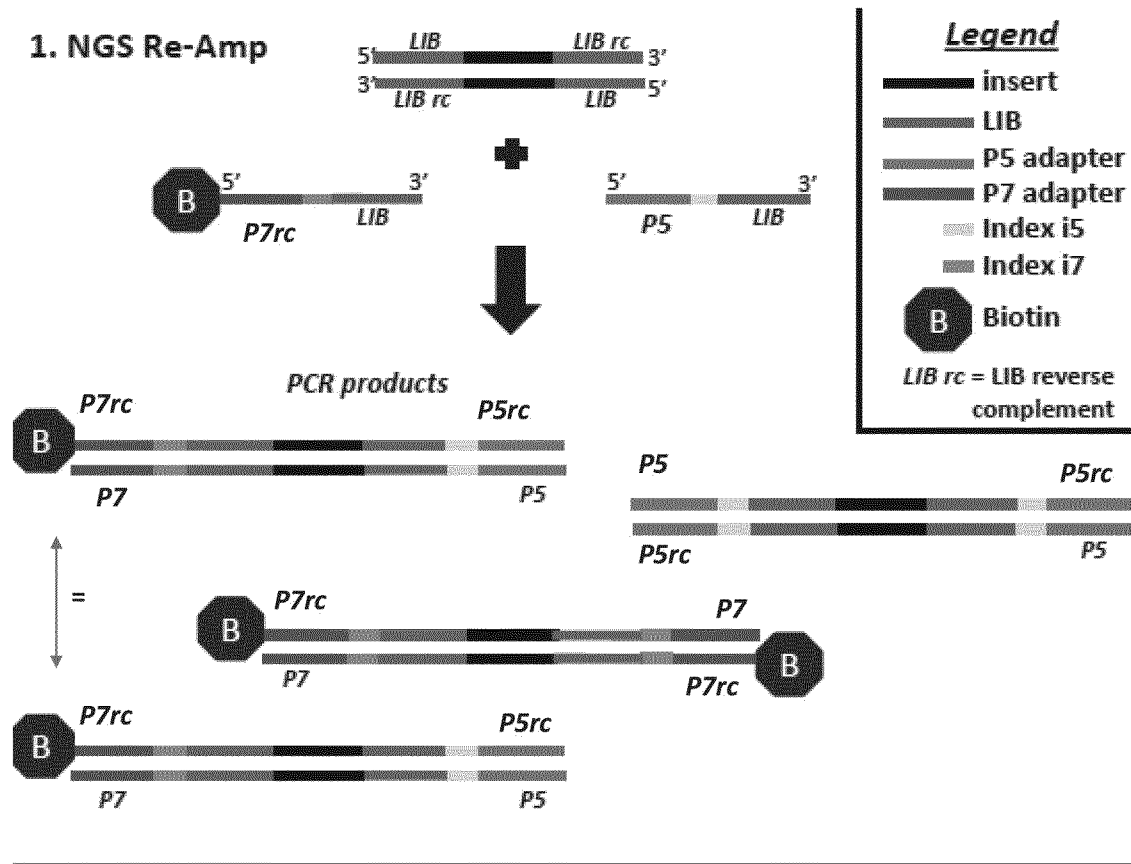 1. NGS Re-Amp
LIB
LIB rc
5'
3'
3'
5'
LIB rc
LIB
B
5'
3'
P7rc
LIB
5'
3'
P5
LIB
PCR products
P7rc
P5rc
B
P7
P5
P5
P5rc
P5rc
P5
=
P7rc
P7
B
P7
P7rc
B
P7rc
P5rc
B
P7
P5
Legend
insert
LIB
P5 adapter
P7 adapter
Index i5
Index i7
B
Biotin
LIB rc = LIB reverse
complement